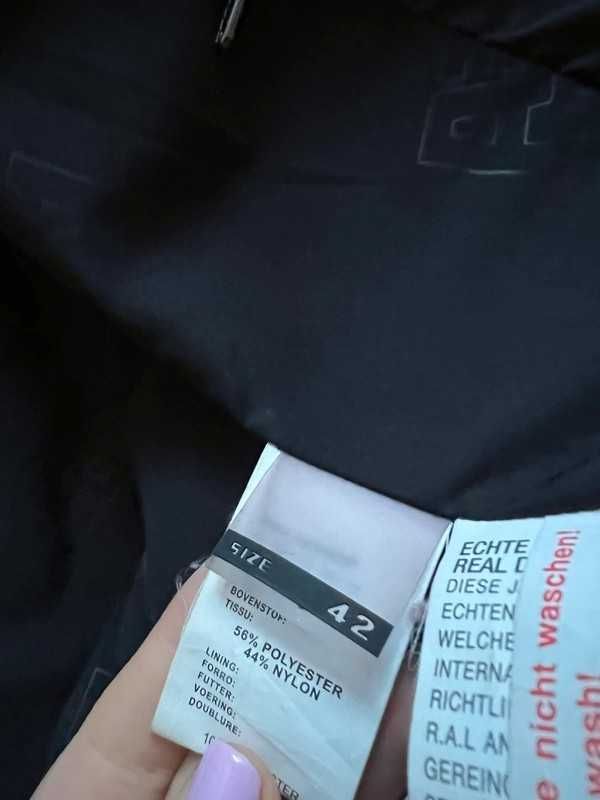 SIZE 42
BOVENSTOF:
TISSU:
56% POLYESTER
44% NYLON
LINING:
FORRO:
FUTTER:
VOERING:
DOUBLURE:
ECHTE
REAL
DIESE
ECHTEN
WELCHE
INTERNA
RICHTLI
R.A.L AN
GEREIN
e nicht waschen!
wash!